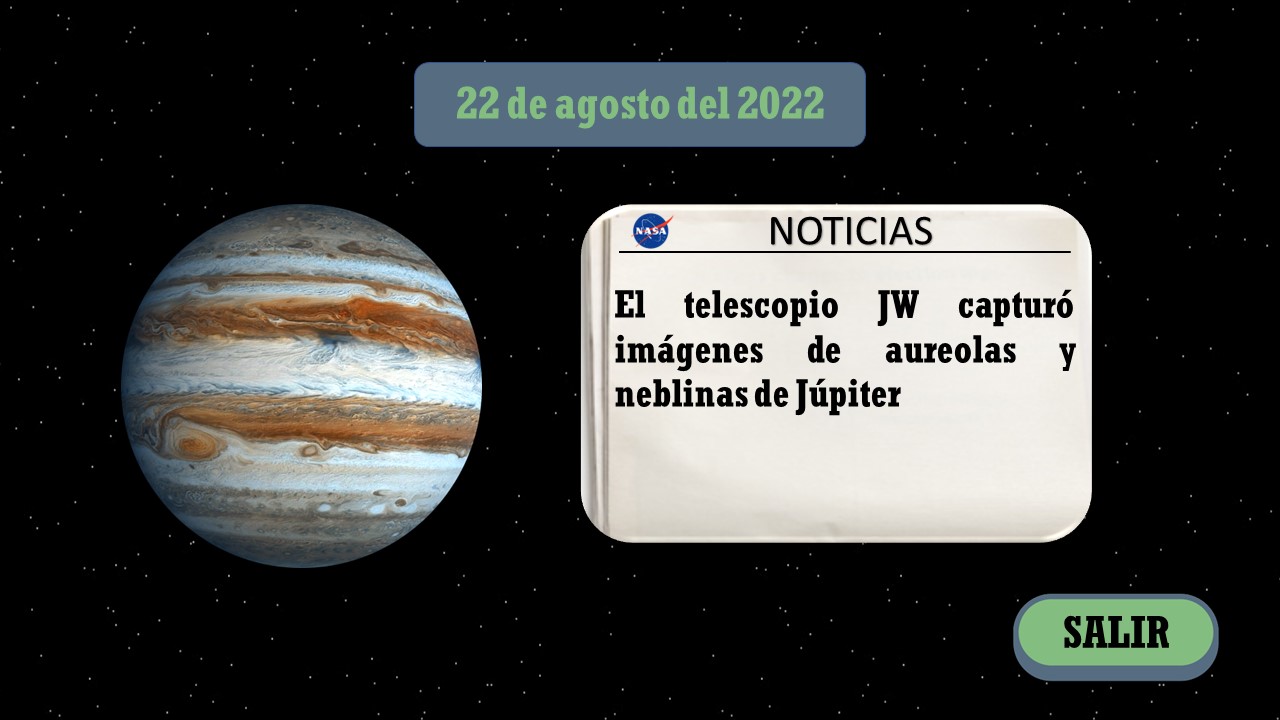 22 de agosto del 2022
NASA
NOTICIAS
El telescopio JW capturó
imágenes de aureolas y
neblinas de Júpiter
SALIR